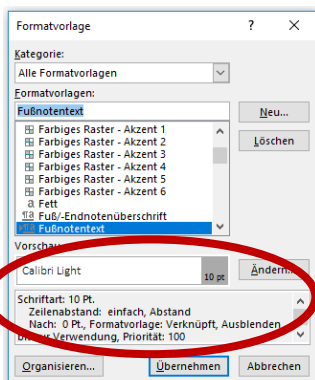 Formatvorlage ? ×
Kategorie:
Alle Formatvorlagen
Formatvorlagen:
Fußnotentext
Neu...
Farbiges Raster - Akzent 1
Farbiges Raster - Akzent 2
Farbiges Raster - Akzent 3
Farbiges Raster - Akzent 4
Farbiges Raster - Akzent 5
Farbiges Raster - Akzent 6
a Fett
¶a Fuß/-Endnotenüberschrift
¶a Fußnotentext
Löschen
Vorschau
Calibri Light 10 pt
Ändern...
Schriftart: 10 Pt.
Zeilenabstand: einfach, Abstand
Nach: 0 Pt., Formatvorlage: Verknüpft, Ausblenden
bis zur Verwendung, Priorität: 100
Organisieren... Übernehmen Abbrechen